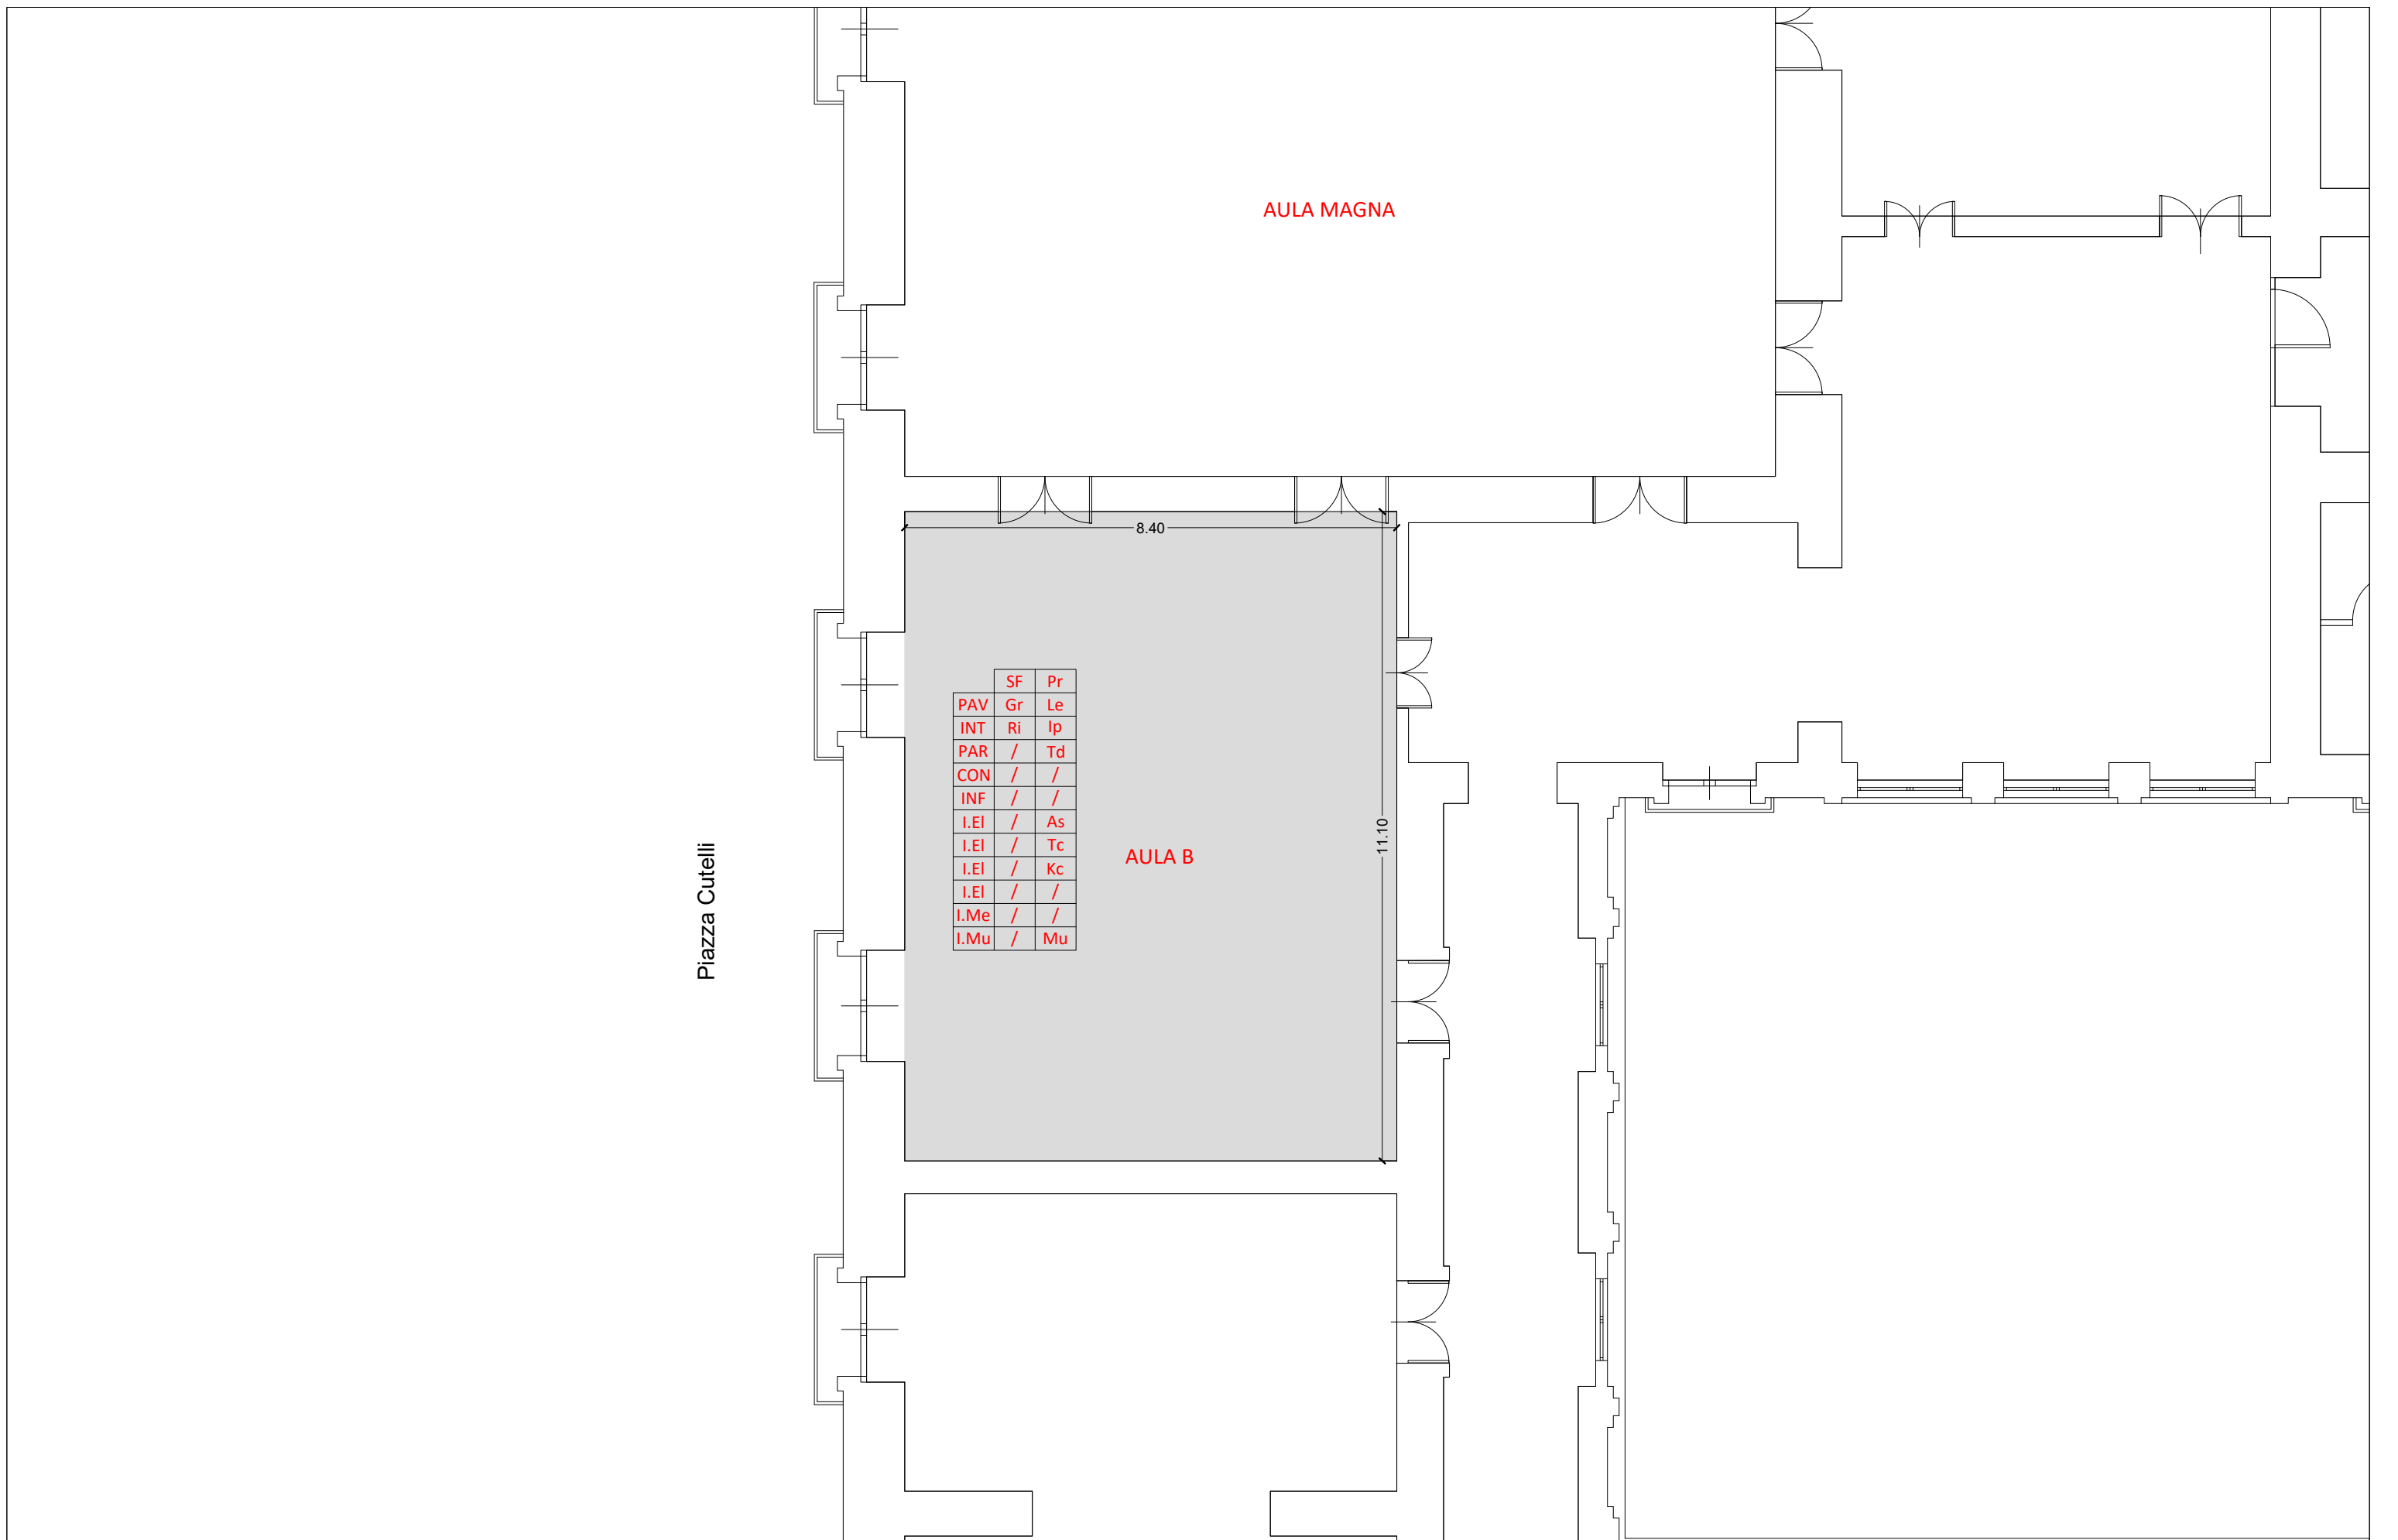 AULA MAGNA
8.40
SF Pr
PAV Gr Le
INT Ri Ip
PAR / Td
CON / /
INF / /
I.El / As
I.El / Tc
I.El / Kc
I.El / /
I.Me / /
I.Mu / Mu
11.10
AULA B
Piazza Cutelli